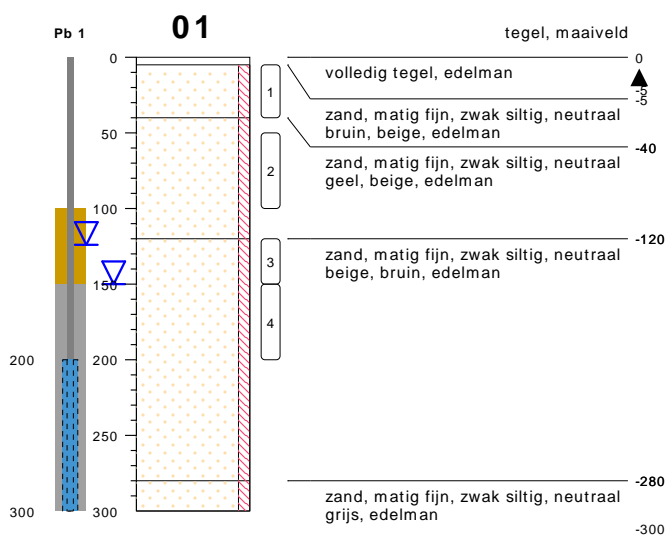 Pb 1
01
tegel, maaiveld
0
0
volledig tegel, edelman
-5
-5
1
zand, matig fijn, zwak siltig, neutraal
bruin, beige, edelman
50
-40
2
zand, matig fijn, zwak siltig, neutraal
geel, beige, edelman
100
-120
3
zand, matig fijn, zwak siltig, neutraal
beige, bruin, edelman
150
4
200
200
250
-280
zand, matig fijn, zwak siltig, neutraal
grijs, edelman
300
300
-300